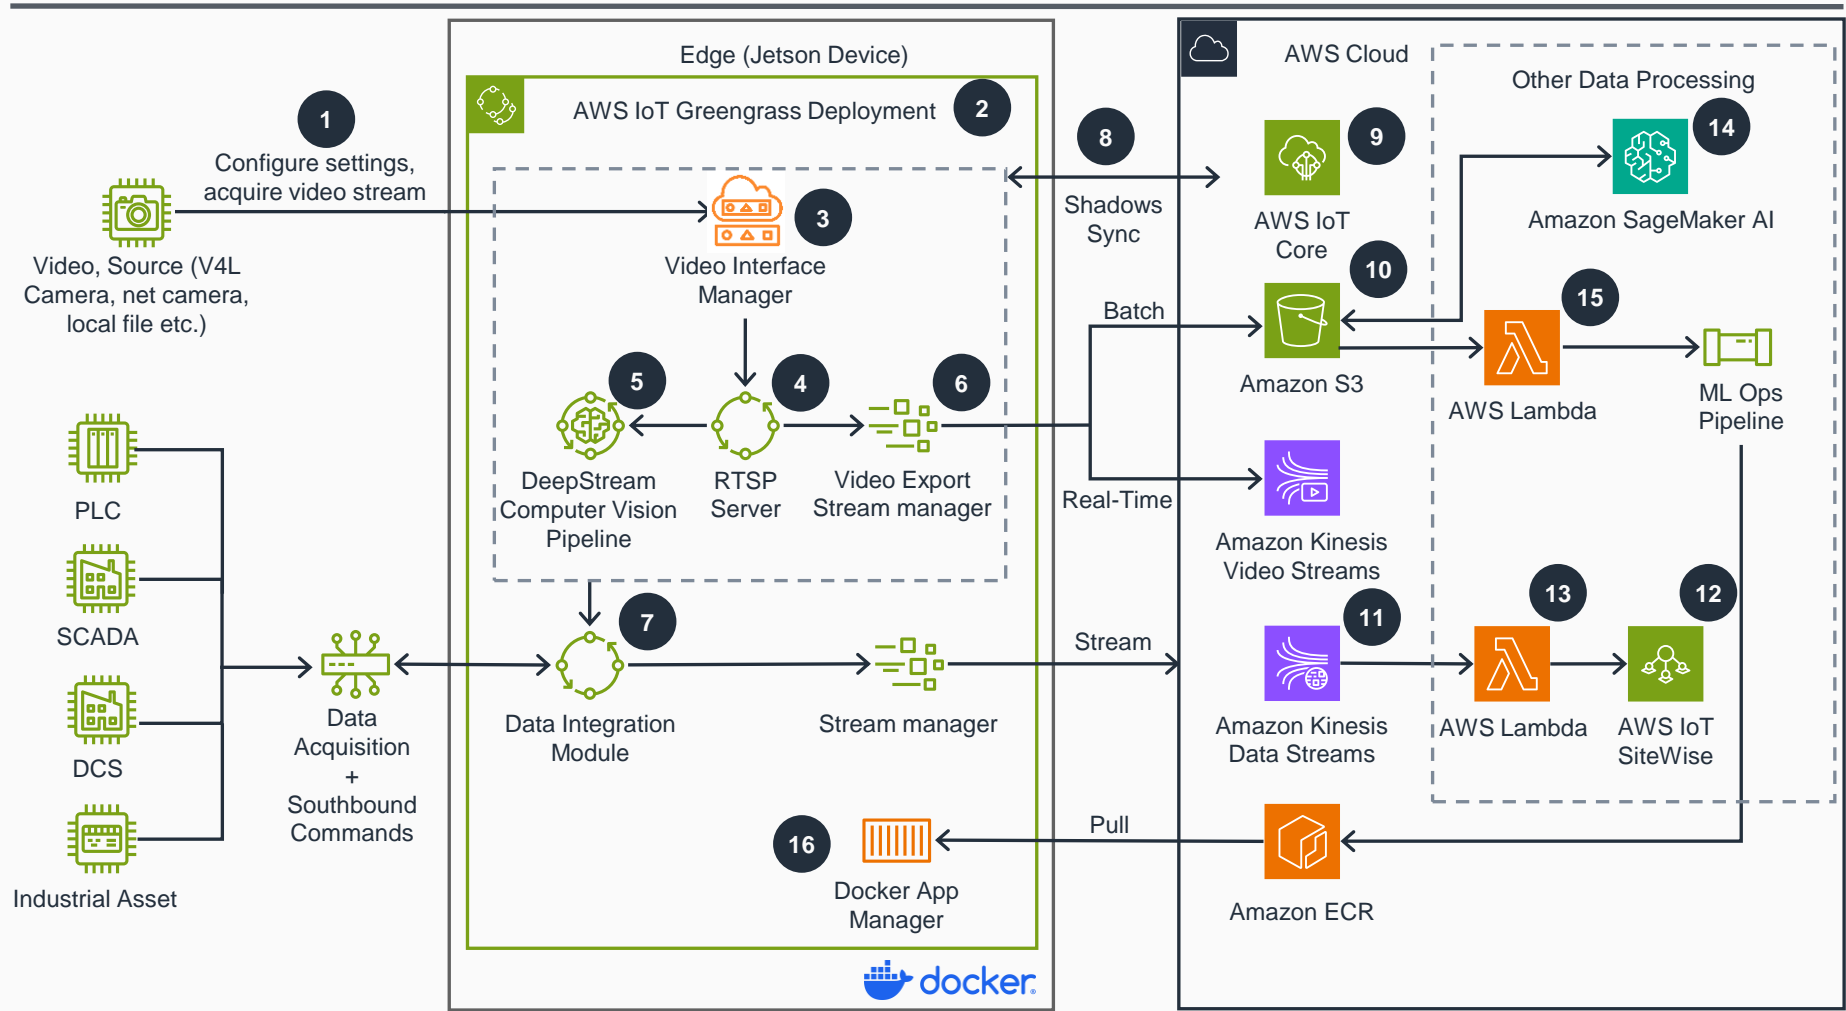 Edge (Jetson Device)
AWS Cloud
Other Data Processing
AWS IoT Greengrass Deployment
2
1
Configure settings,
acquire video stream
8
Shadows
Sync
9
AWS IoT
Core
14
Amazon SageMaker AI
Video, Source (V4L
Camera, net camera,
local file etc.)
3
Video Interface
Manager
10
Batch
Amazon S3
15
AWS Lambda
ML Ops
Pipeline
5
DeepStream
Computer Vision
Pipeline
4
RTSP
Server
6
Video Export
Stream manager
Real-Time
Amazon Kinesis
Video Streams
PLC
SCADA
DCS
Industrial Asset
Data
Acquisition
+
Southbound
Commands
7
Data Integration
Module
Stream manager
Stream
11
Amazon Kinesis
Data Streams
13
AWS Lambda
12
AWS IoT
SiteWise
16
Docker App
Manager
Pull
Amazon ECR
docker